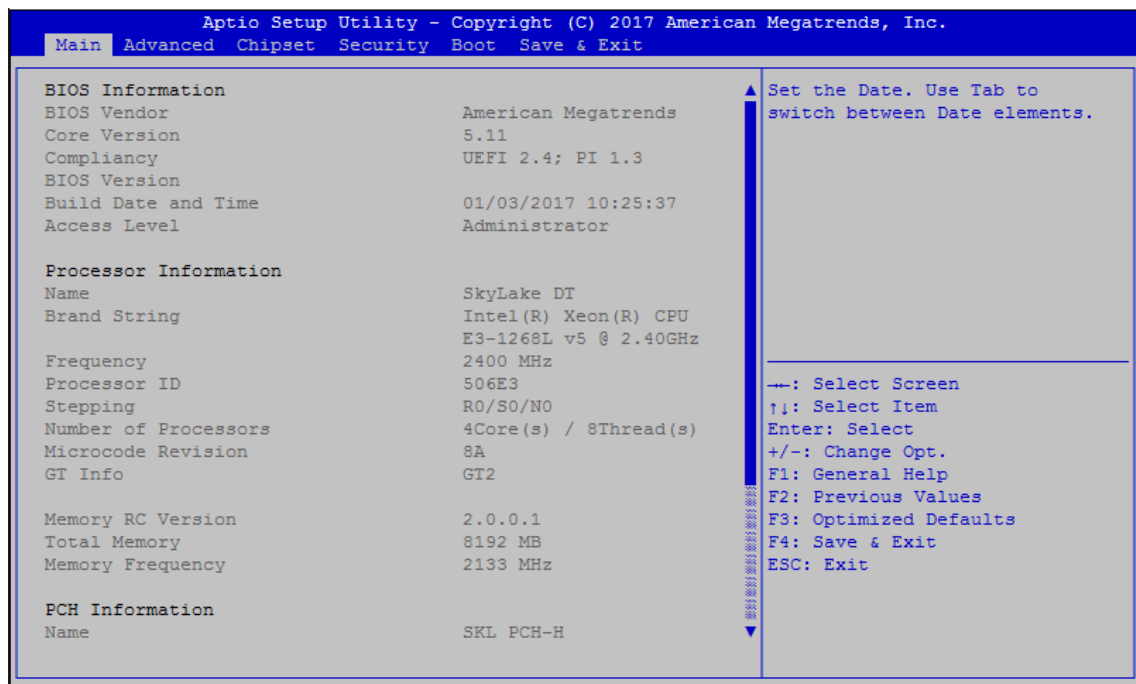 Aptio Setup Utility – Copyright (C) 2017 American Megatrends, Inc.
Main Advanced Chipset Security Boot Save & Exit
BIOS Information
BIOS Vendor American Megatrends
Core Version 5.11
Compliancy UEFI 2.4; PI 1.3
BIOS Version
Build Date and Time 01/03/2017 10:25:37
Access Level Administrator
Processor Information
Name SkyLake DT
Brand String Intel(R) Xeon(R) CPU
E3-1268L v5 @ 2.40GHz
Frequency 2400 MHz
Processor ID 506E3
Stepping R0/S0/N0
Number of Processors 4Core(s) / 8Thread(s)
Microcode Revision 8A
GT Info GT2
Memory RC Version 2.0.0.1
Total Memory 8192 MB
Memory Frequency 2133 MHz
PCH Information
Name SKL PCH-H
Set the Date. Use Tab to
switch between Date elements.
→←: Select Screen
↑↓: Select Item
Enter: Select
+/-: Change Opt.
F1: General Help
F2: Previous Values
F3: Optimized Defaults
F4: Save & Exit
ESC: Exit